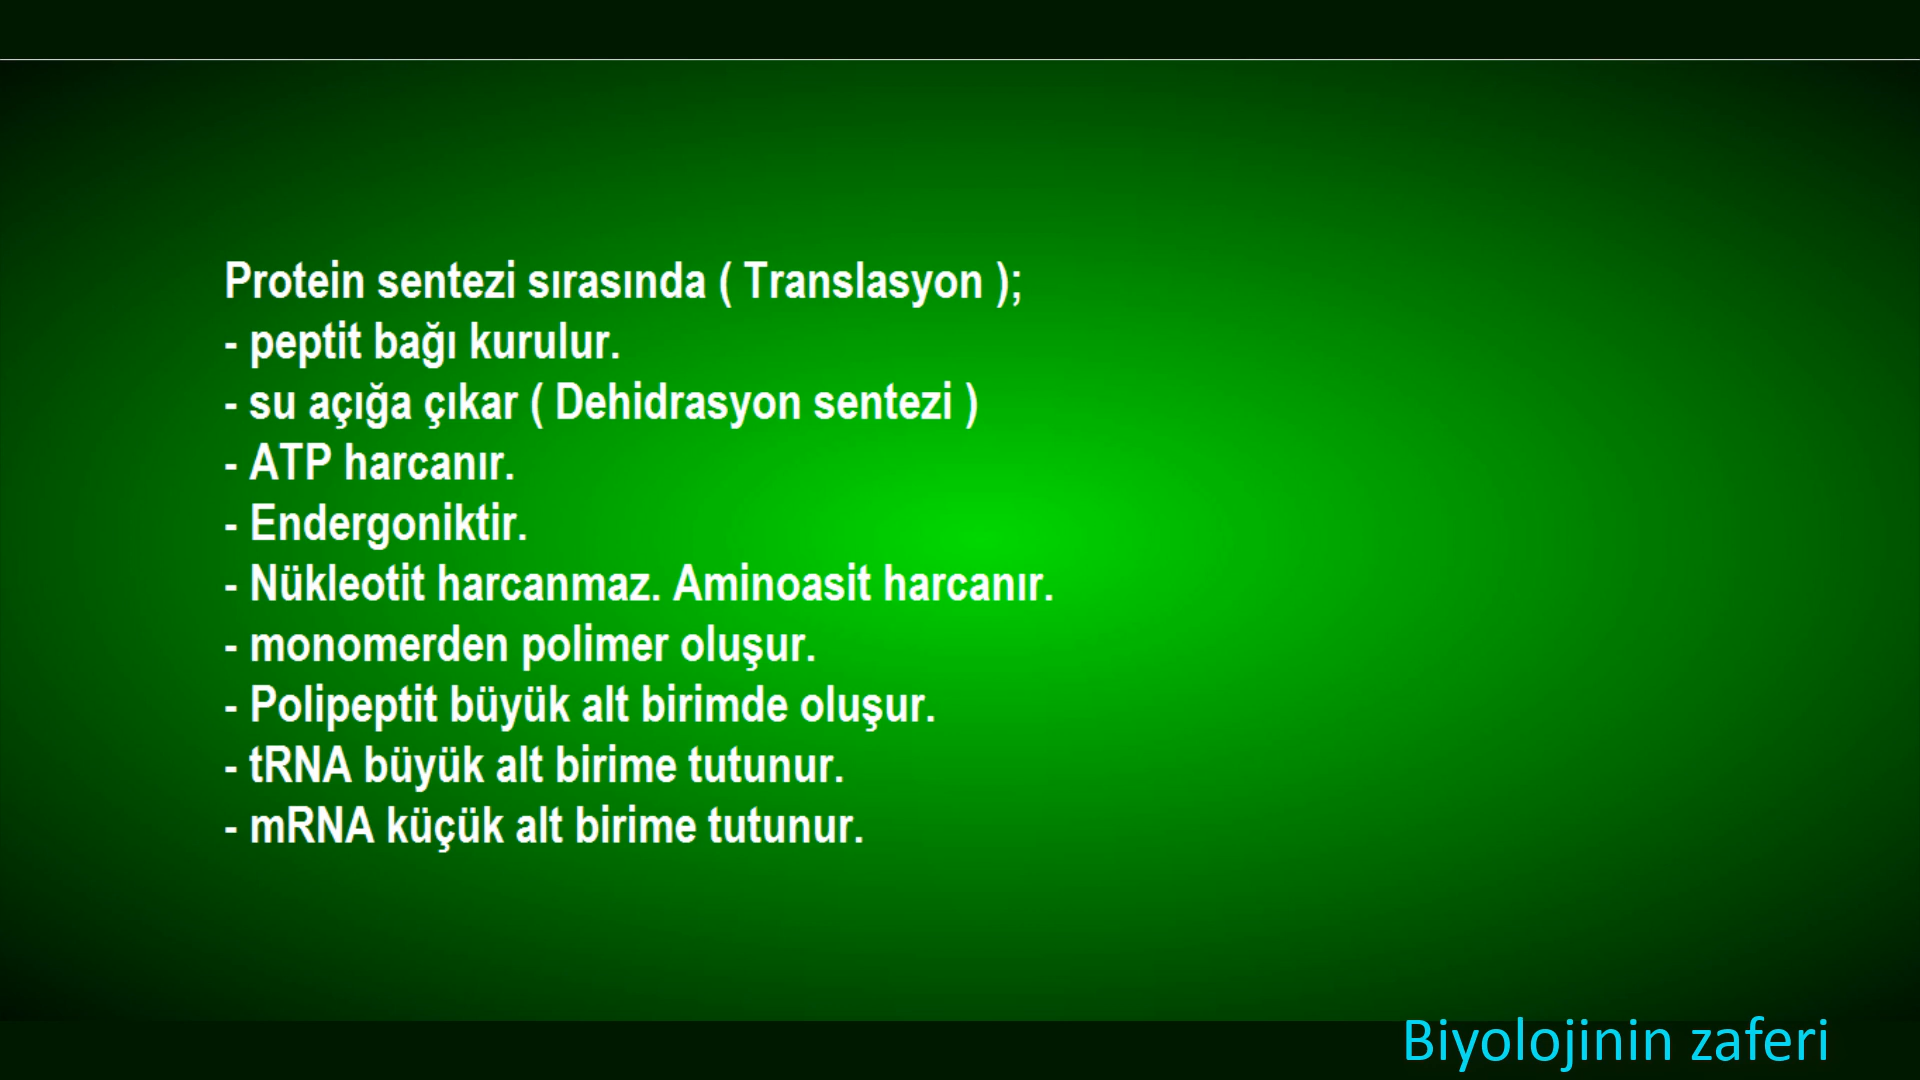 Protein sentezi sırasında ( Translasyon );
- peptit bağı kurulur.
- su açığa çıkar ( Dehidrasyon sentezi )
- ATP harcanır.
- Endergoniktir.
- Nükleotit harcanmaz. Aminoasit harcanır.
- monomerden polimer oluşur.
- Polipeptit büyük alt birimde oluşur.
- tRNA büyük alt birime tutunur.
- mRNA küçük alt birime tutunur.
Biyolojinin zaferi